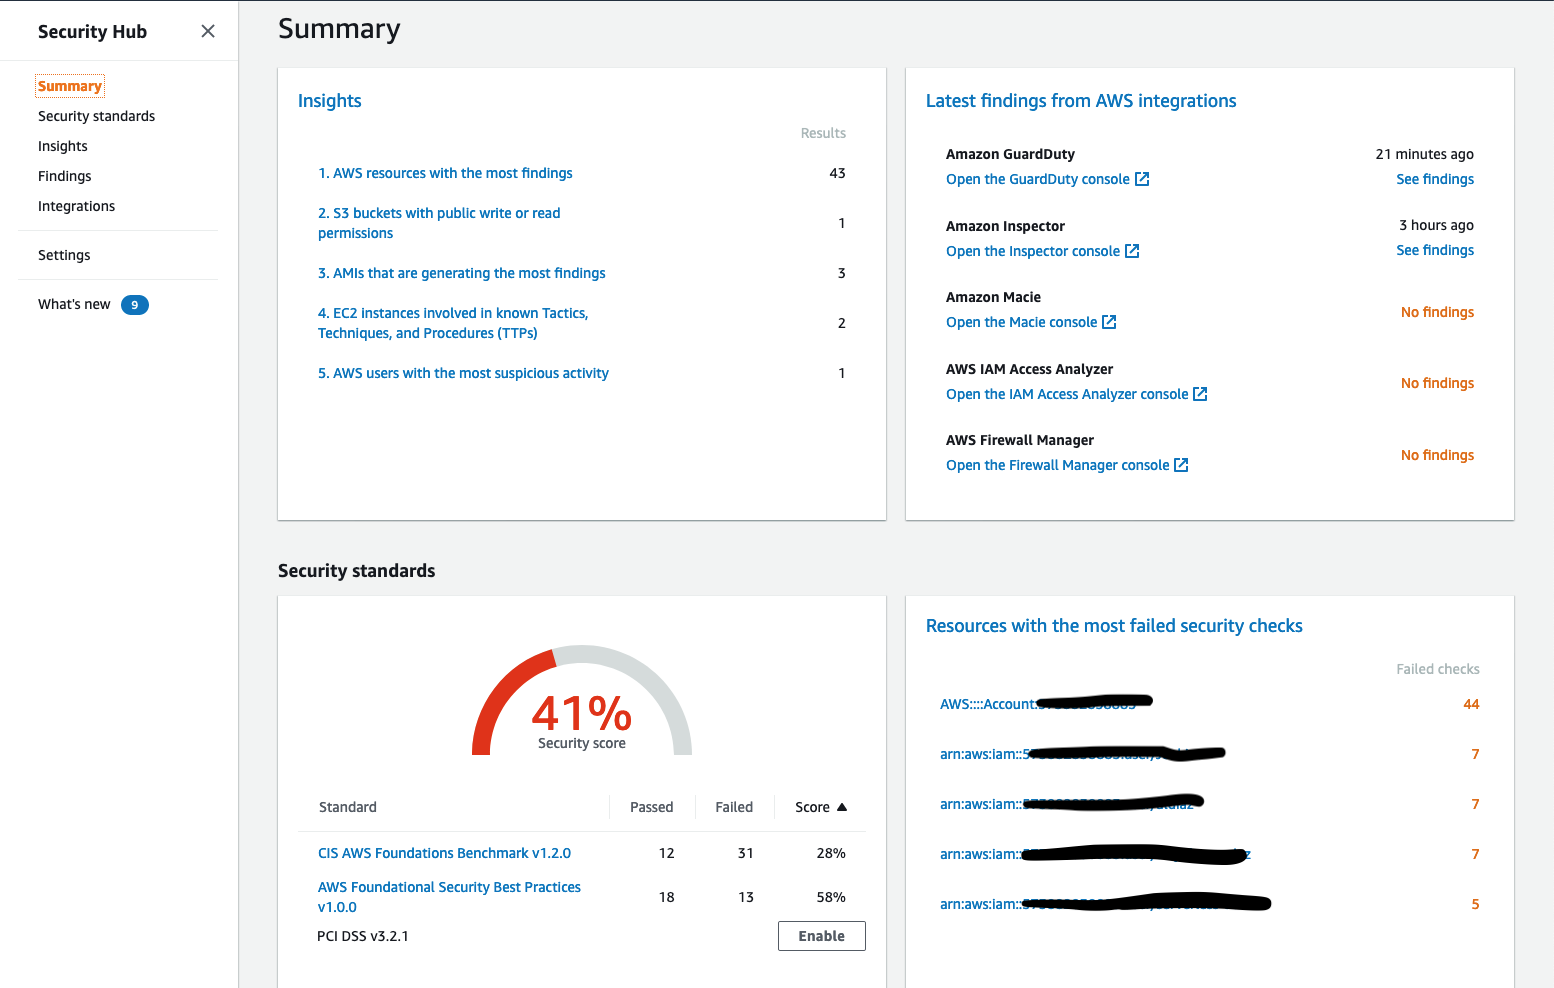 Security Hub
Summary
Security standards
Insights
Findings
Integrations
Settings
What's new 9
Summary
Insights
Results
1. AWS resources with the most findings 43
2. S3 buckets with public write or read
permissions 1
3. AMIs that are generating the most findings 3
4. EC2 instances involved in known Tactics,
Techniques, and Procedures (TTPs) 2
5. AWS users with the most suspicious activity 1
Latest findings from AWS integrations
Amazon GuardDuty 21 minutes ago
Open the GuardDuty console See findings
Amazon Inspector 3 hours ago
Open the Inspector console See findings
Amazon Macie
Open the Macie console No findings
AWS IAM Access Analyzer
Open the IAM Access Analyzer console No findings
AWS Firewall Manager
Open the Firewall Manager console No findings
Security standards
41%
Security score
Standard Passed Failed Score
CIS AWS Foundations Benchmark v1.2.0 12 31 28%
AWS Foundational Security Best Practices
v1.0.0 18 13 58%
PCI DSS v3.2.1 Enable
Resources with the most failed security checks
Failed checks
AWS::::Account: 44
arn:aws:iam:: 7
arn:aws:iam:: 7
arn:aws:iam:: 7
arn:aws:iam:: 5